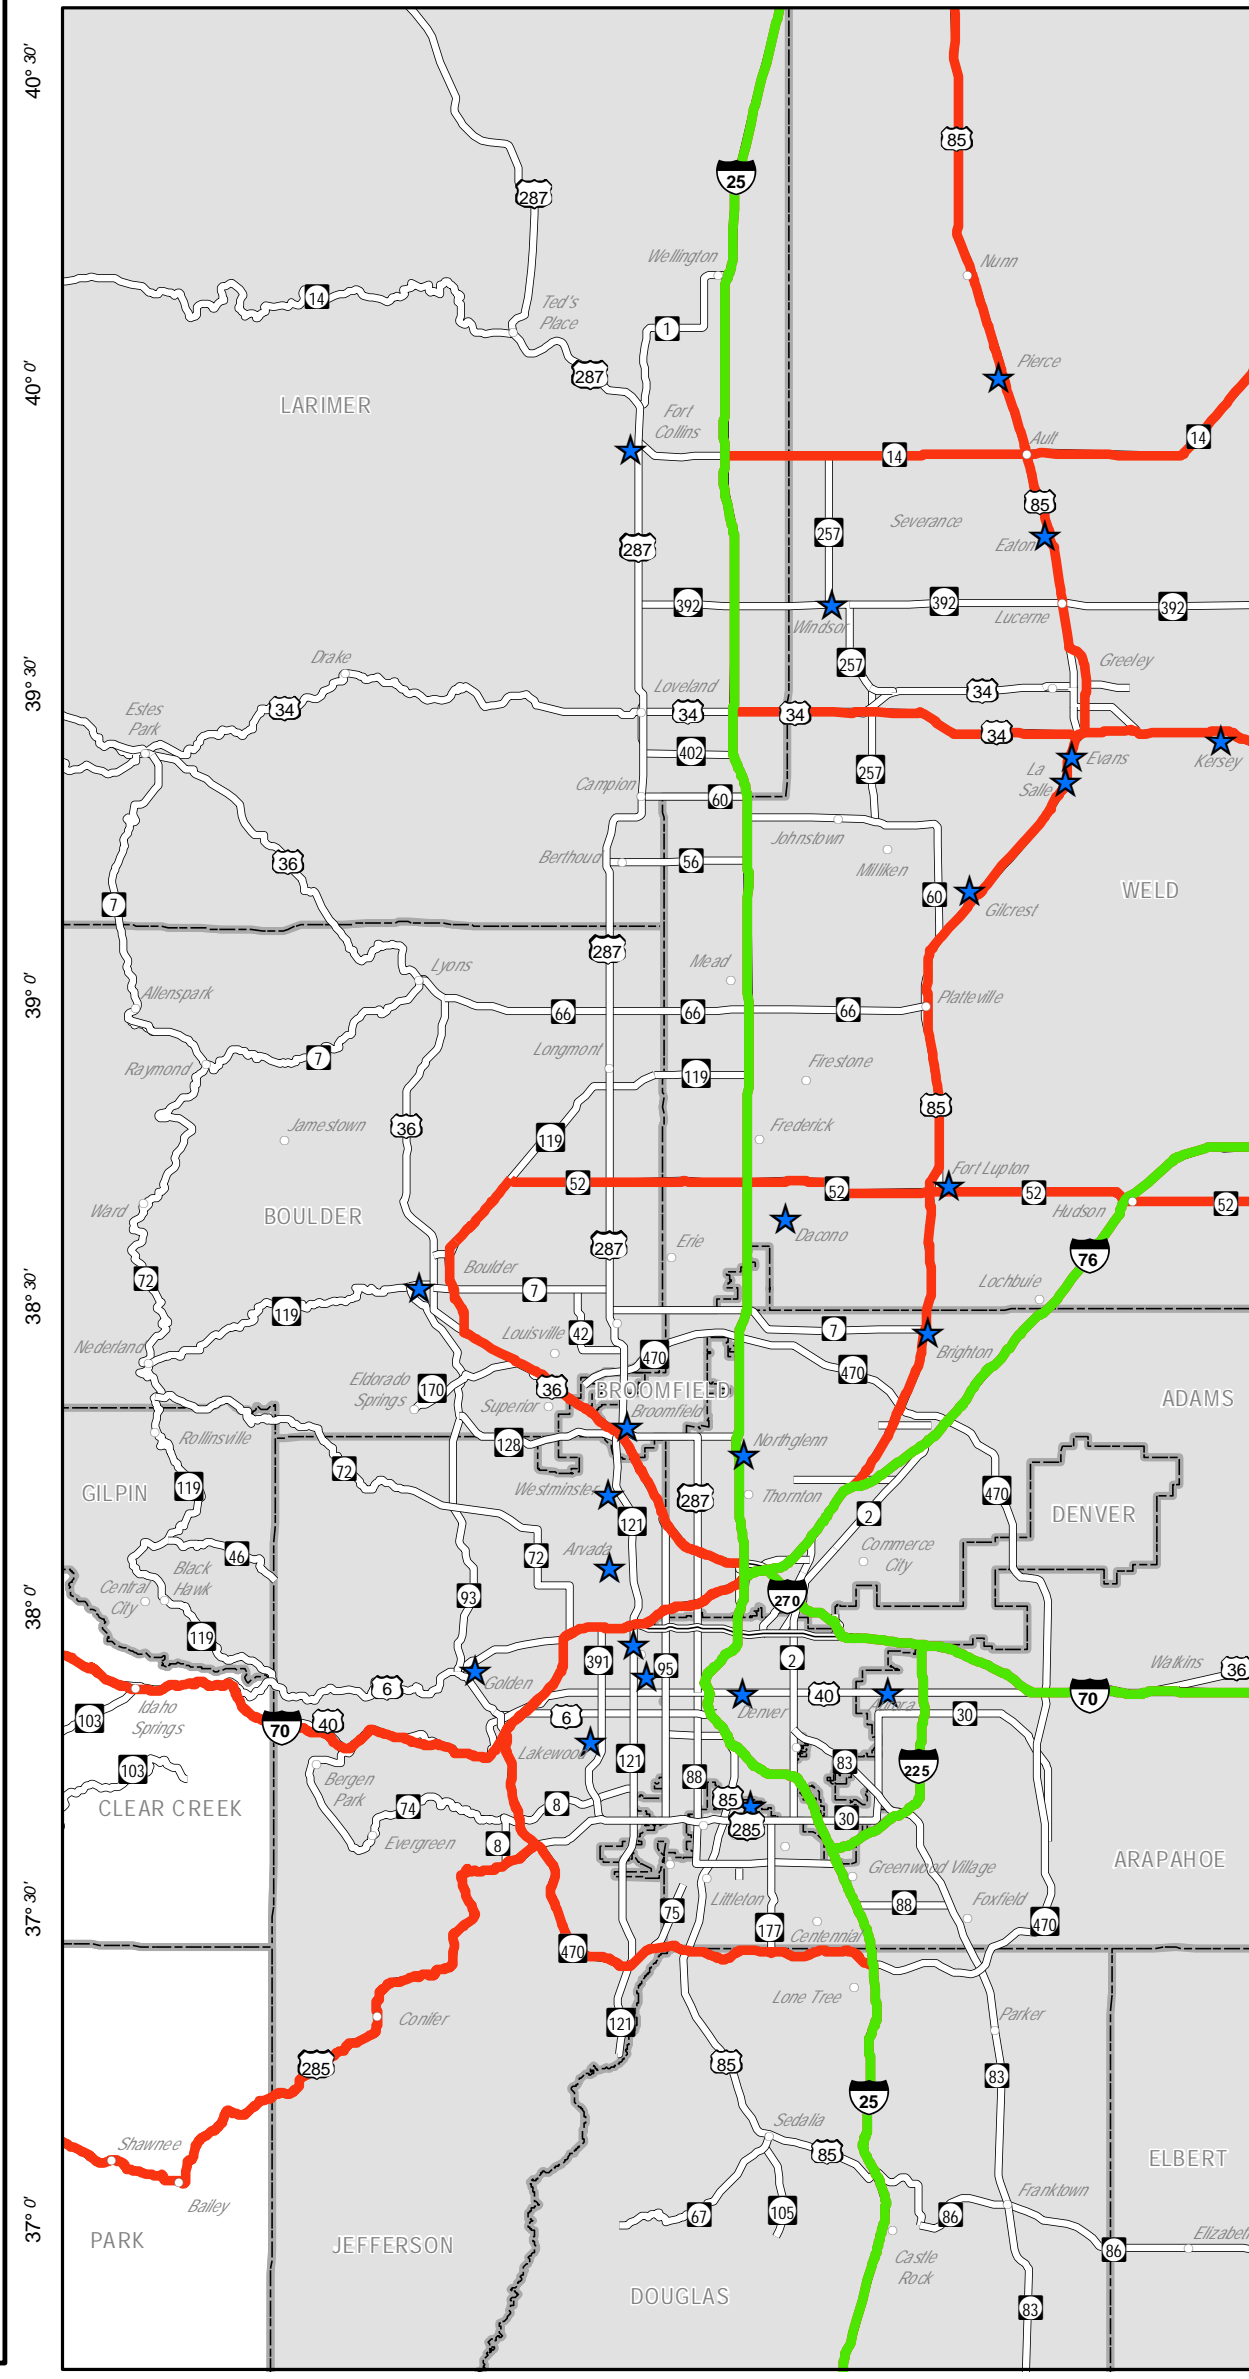 40° 30'
25
85
287
Wellington
Nunn
14
Ted's
Place
1
40° 0'
287
Pierce
LARIMER
Fort
Collins
14
14
Ault
85
257
Severance
Eaton
287
392
392
392
Windsor
Lucerne
39° 30'
Drake
257
Greeley
Loveland
34
Estes
Park
34
34
34
34
402
257
Evans
Kersey
La
Salle
Campion
60
Johnstown
36
Berthoud
56
Milliken
WELD
7
60
Gilcrest
287
Lyons
Mead
39° 0'
Allenspark
Platteville
66
66
66
Longmont
7
Raymond
119
Firestone
85
Jamestown
36
119
Frederick
52
52
52
52
Fort Lupton
Ward
BOULDER
Hudson
Dacono
287
Erie
76
38° 30'
72
Boulder
7
Lochbuie
119
Nederland
Louisville
42
7
Brighton
470
470
Eldorado
Springs
170
36
BROOMFIELD
ADAMS
Superior
Broomfield
Rollinsville
128
Northglenn
72
GILPIN
119
Westminster
287
Thornton
470
DENVER
121
2
46
72
Arvada
Commerce
City
Black
Hawk
Central
City
38° 0'
93
270
119
391
95
2
Watkins
36
Golden
6
40
70
Aurora
Denver
Idaho
Springs
103
70
40
6
30
Lakewood
121
83
225
103
Bergen
Park
88
85
CLEAR CREEK
74
8
285
30
Evergreen
8
ARAPAHOE
Greenwood Village
37° 30'
Littleton
88
Foxfield
75
177
Centennial
470
470
Lone Tree
Conifer
121
Parker
285
85
83
25
Sedalia
Shawnee
85
ELBERT
Bailey
Franktown
37° 0'
67
105
86
PARK
JEFFERSON
86
Castle
Rock
DOUGLAS
83